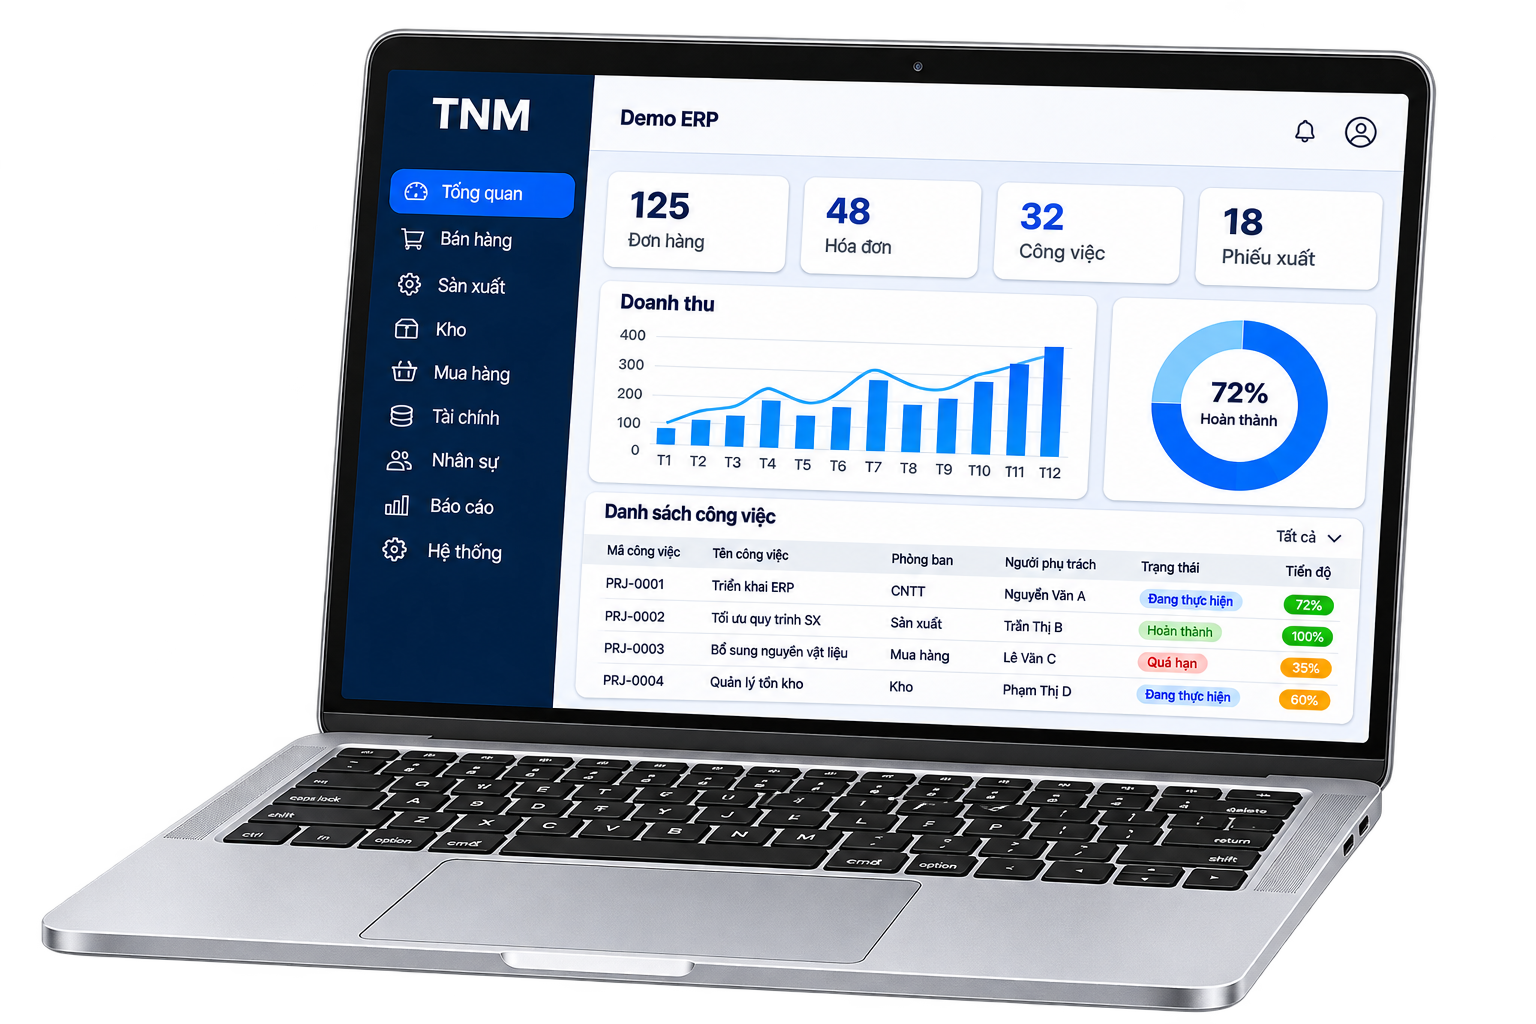 TNM
Demo ERP
Tổng quan
Bán hàng
Sản xuất
Kho
Mua hàng
Tài chính
Nhân sự
Báo cáo
Hệ thống
125
Đơn hàng
48
Hóa đơn
32
Công việc
18
Phiếu xuất
Doanh thu
400
300
200
100
0
T1 T2 T3 T4 T5 T6 T7 T8 T9 T10 T11 T12
72%
Hoàn thành
Danh sách công việc
Tất cả
Mã công việc Tên công việc Phòng ban Người phụ trách Trạng thái Tiến độ
PRJ-0001 Triển khai ERP CNTT Nguyễn Văn A Đang thực hiện 72%
PRJ-0002 Tối ưu quy trình SX Sản xuất Trần Thị B Hoàn thành 100%
PRJ-0003 Bổ sung nguyên vật liệu Mua hàng Lê Văn C Quá hạn 35%
PRJ-0004 Quản lý tồn kho Kho Phạm Thị D Đang thực hiện 60%
caps lock
shift
ctrl fn option cmd
Z X C V B N M
delete
return
shift
cmd option